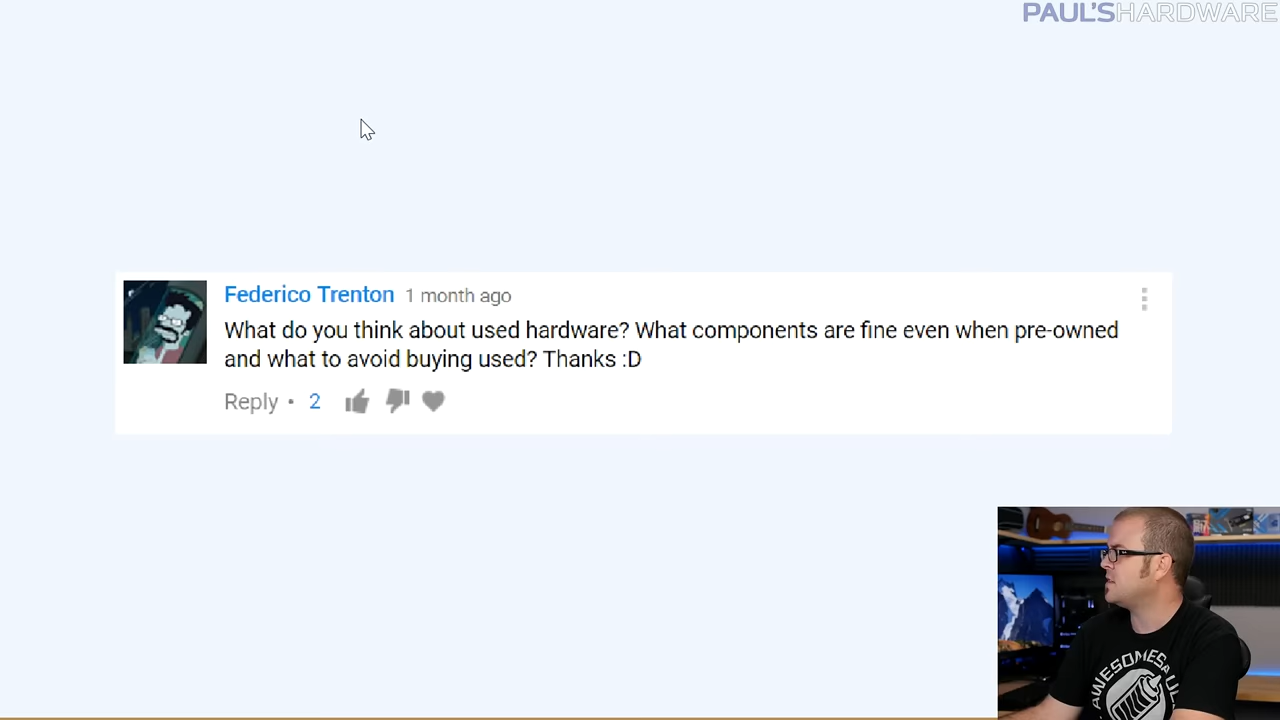 PAUL'SHARDWARE
Federico Trenton 1 month ago
What do you think about used hardware? What components are fine even when pre-owned
and what to avoid buying used? Thanks :D
Reply • 2